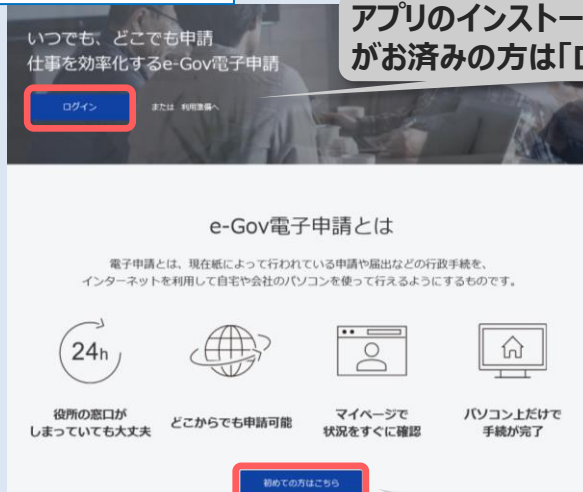 アプリのインストー
がお済みの方は「
いつでも、どこでも申請
仕事を効率化するe-Gov電子申請
ログイン
または 利用準備へ
e-Gov電子申請とは
電子申請とは、現在紙によって行われている申請や届出などの行政手続を、
インターネットを利用して自宅や会社のパソコンを使って行えるようにするものです。
24h
役所の窓口が
しまっていても大丈夫
どこからでも申請可能
マイページで
状況をすぐに確認
パソコン上だけで
手続が完了
初めての方はこちら